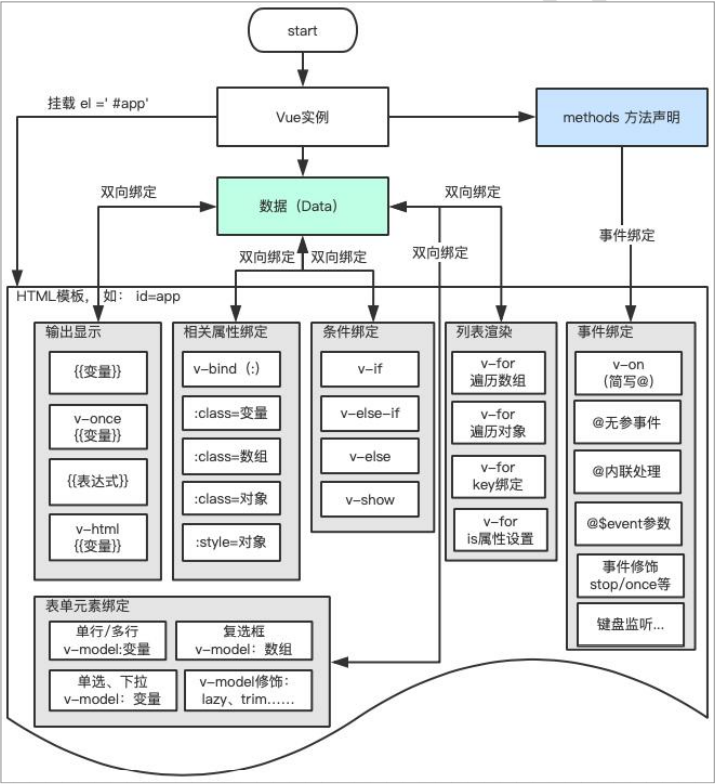 start
挂载 el =' #app'
Vue实例
methods 方法声明
双向绑定
数据（Data）
双向绑定
双向绑定
双向绑定
双向绑定
事件绑定
HTML模板， 如： id=app
输出显示
{{变量}}
v-once
{{变量}}
{{表达式}}
v-html
{{变量}}
相关属性绑定
v-bind（:）
:class=变量
:class=数组
:class=对象
:style=对象
条件绑定
v-if
v-else-if
v-else
v-show
列表渲染
v-for
遍历数组
v-for
遍历对象
v-for
key绑定
v-for
is属性设置
事件绑定
v-on
(简写@)
@无参事件
@内联处理
@$event参数
事件修饰
stop/once等
键盘监听...
表单元素绑定
单行/多行
v-model:变量
复选框
v-model：数组
单选、下拉
v-model：变量
v-model修饰：
lazy、trim……